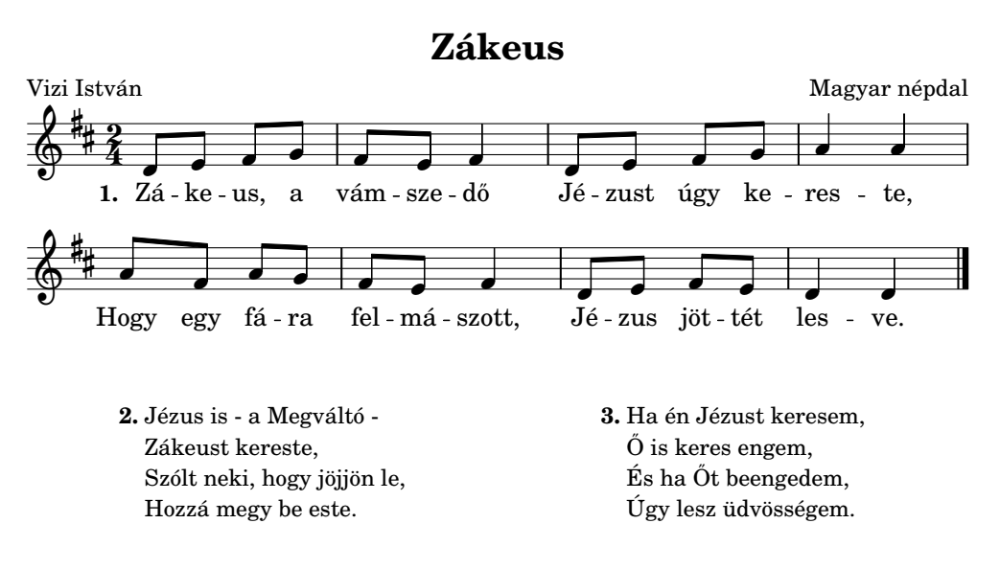 Zákeus
Vizi István
Magyar népdal
2
4
1. Zá - ke - us, a vám - sze - dő Jé - zust úgy ke - res - te,
Hogy egy fá - ra fel - má - szott, Jé - zus jöt - tét les - ve.
2. Jézus is - a Megváltó -
Zákeust kereste,
Szólt neki, hogy jöjjön le,
Hozzá megy be este.
3. Ha én Jézust keresem,
Ő is keres engem,
És ha Őt beengedem,
Úgy lesz üdvösségem.